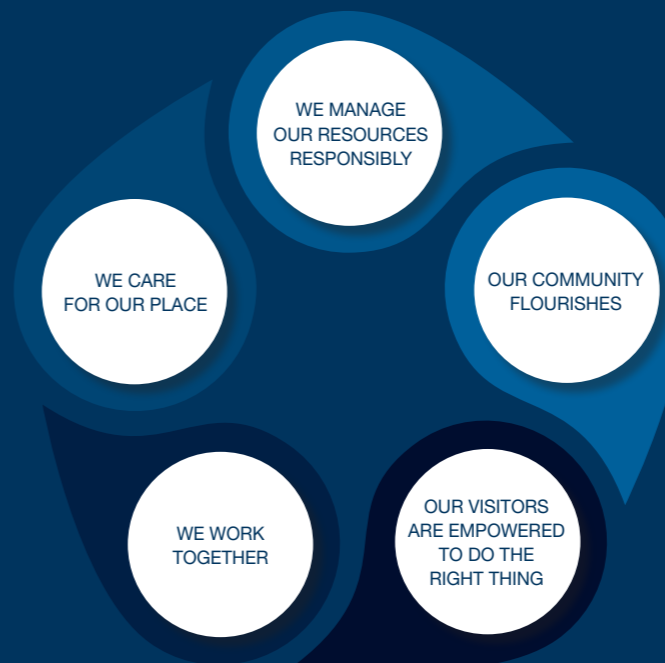 WE MANAGE
OUR RESOURCES
RESPONSIBLY
OUR COMMUNITY
FLOURISHES
OUR VISITORS
ARE EMPOWERED
TO DO THE
RIGHT THING
WE WORK
TOGETHER
WE CARE
FOR OUR PLACE